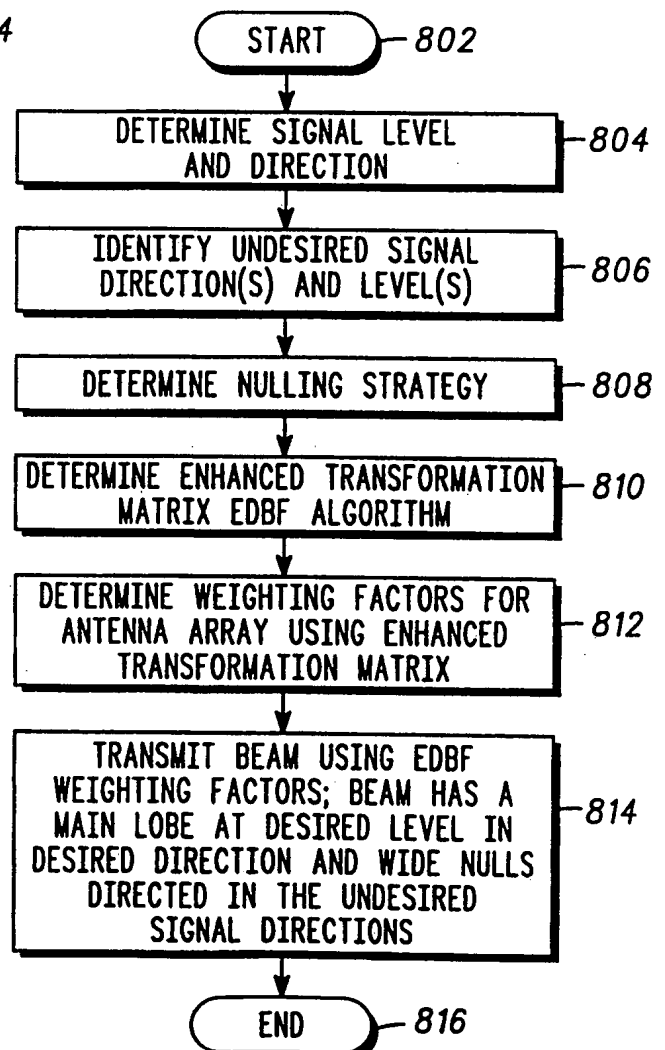 4
START 802
DETERMINE SIGNAL LEVEL
AND DIRECTION
804
IDENTIFY UNDESIRED SIGNAL
DIRECTION(S) AND LEVEL(S)
806
DETERMINE NULLING STRATEGY 808
DETERMINE ENHANCED TRANSFORMATION
MATRIX EDBF ALGORITHM
810
DETERMINE WEIGHTING FACTORS FOR
ANTENNA ARRAY USING ENHANCED
TRANSFORMATION MATRIX
812
TRANSMIT BEAM USING EDBF
WEIGHTING FACTORS; BEAM HAS A
MAIN LOBE AT DESIRED LEVEL IN
DESIRED DIRECTION AND WIDE NULLS
DIRECTED IN THE UNDESIRED
SIGNAL DIRECTIONS
814
END 816